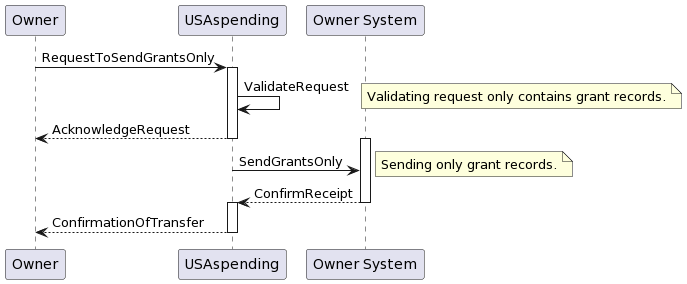 Owner
USAspending
Owner System
RequestToSendGrantsOnly
ValidateRequest
Validating request only contains grant records.
AcknowledgeRequest
SendGrantsOnly
Sending only grant records.
ConfirmReceipt
ConfirmationOfTransfer
Owner
USAspending
Owner System